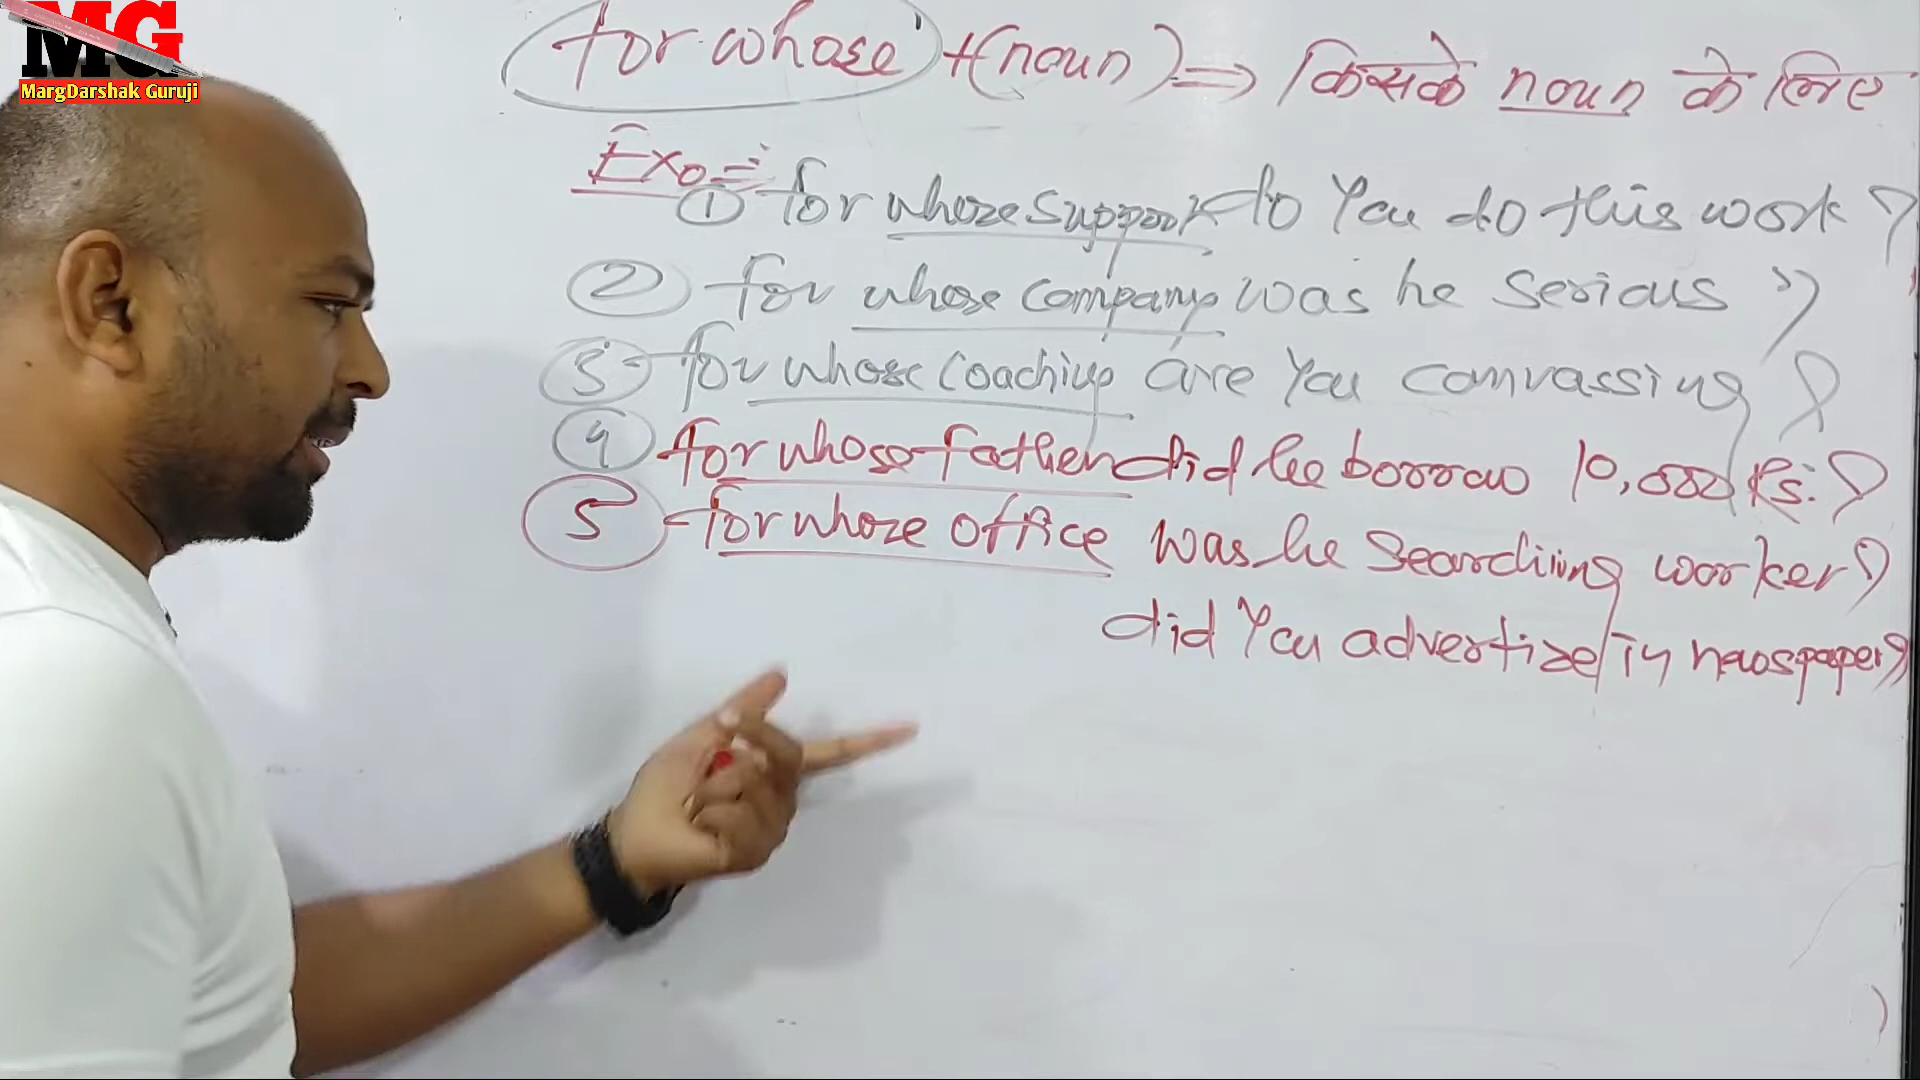 MG
MargDarshak Guruji
for whose + (noun) ⇒ किसके noun के लिए
Ex० =
① for whose support do You do this work ?
② for whose company was he serious ?
3 - for whose coaching are You convassing ?
4 for whose father did he borrow 10,000 Rs. ?
5 - for whose office was he searching worker ?
did You advertize in newspaper ?